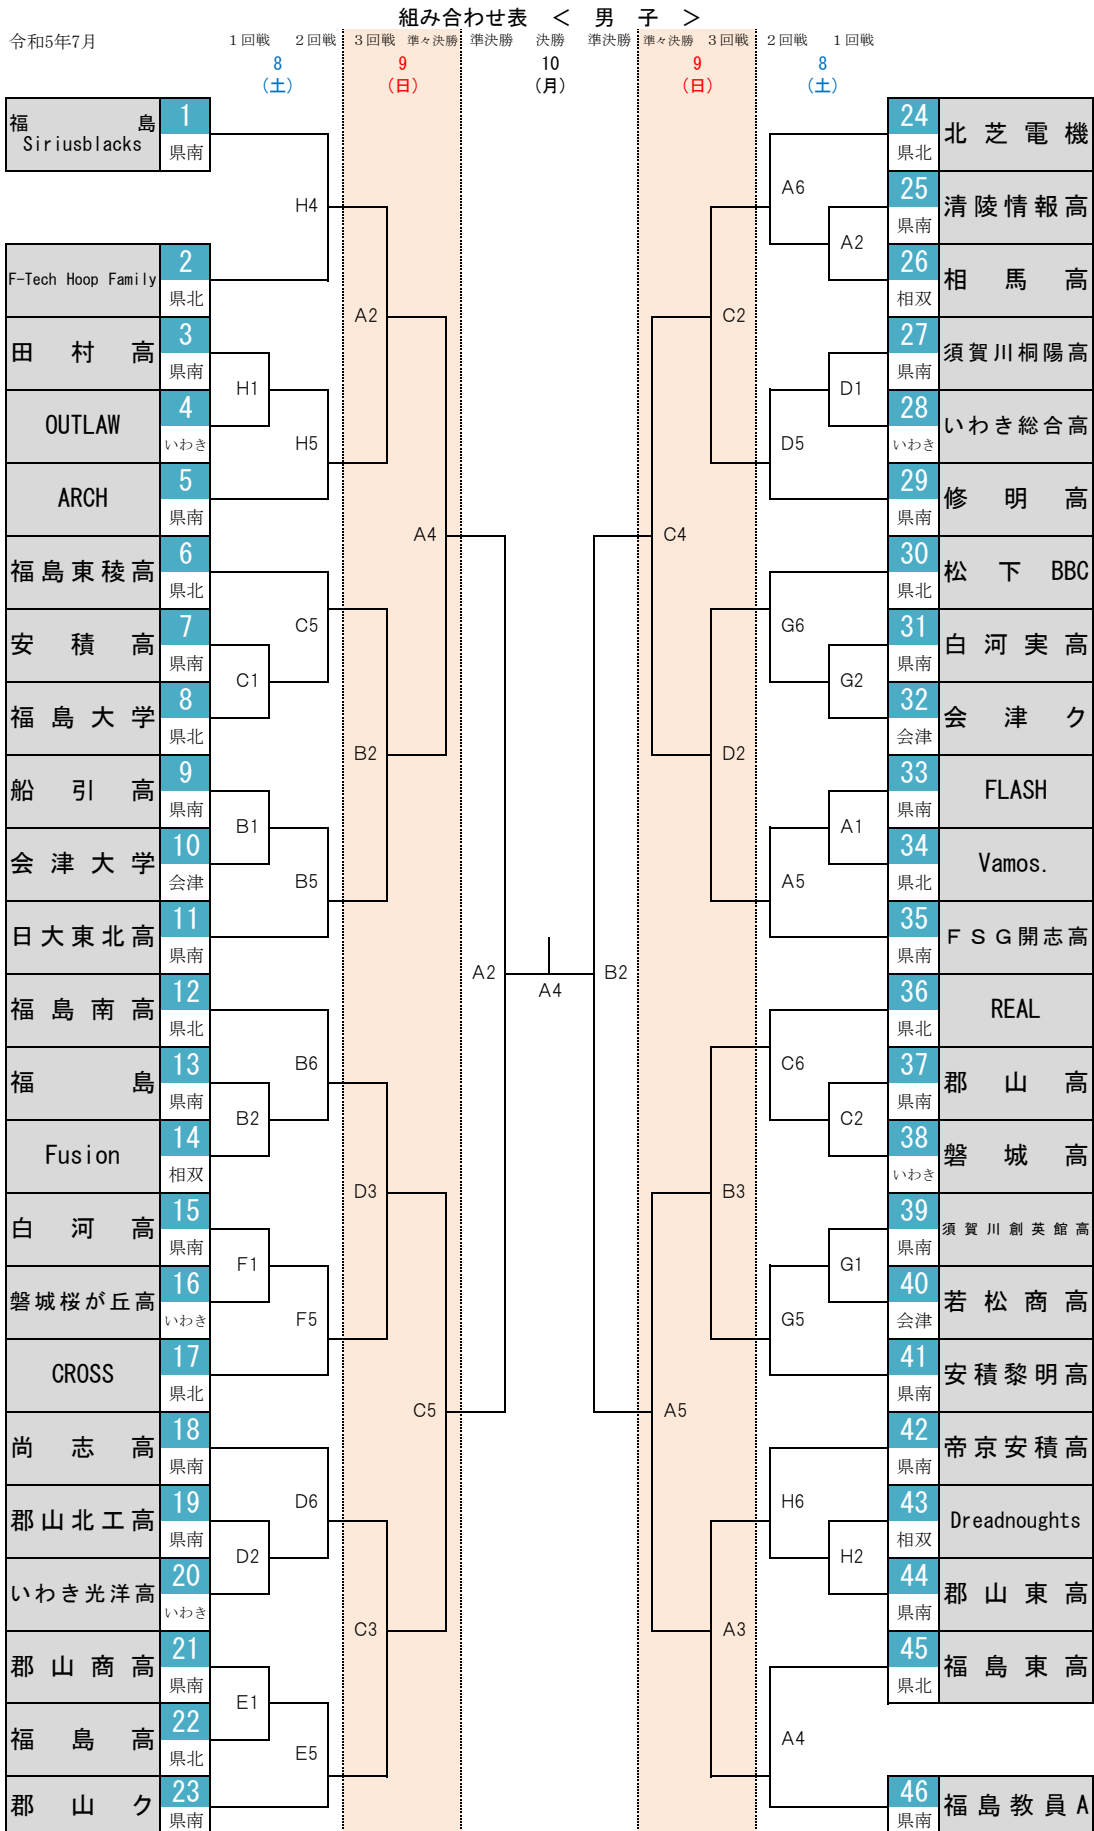 組み合わせ表　＜　男　子　＞
令和5年7月
１回戦　２回戦　３回戦　準々決勝　準決勝　決勝　準決勝　準々決勝　３回戦　２回戦　１回戦
8　9　10　9　8
（土）　（日）　（月）　（日）　（土）
福島 Siriusblacks　1　県南
H4
F-Tech Hoop Family　2　県北
A2
田村高　3　県南
H1
OUTLAW　4　いわき
H5
ARCH　5　県南
A4
福島東稜高　6　県北
C5
安積高　7　県南
C1
福島大学　8　県北
B2
船引高　9　県南
B1
会津大学　10　会津
B5
日大東北高　11　県南
A2
福島南高　12　県北
B6
福島　13　県南
B2
Fusion　14　相双
D3
白河高　15　県南
F1
磐城桜が丘高　16　いわき
F5
CROSS　17　県北
C5
尚志高　18　県南
D6
郡山北工高　19　県南
D2
いわき光洋高　20　いわき
C3
郡山商高　21　県南
E1
福島高　22　県北
E5
郡山ク　23　県南
A4
24　県北　北芝電機
A6
25　県南　清陵情報高
A2
26　相双　相馬高
C2
27　県南　須賀川桐陽高
D1
28　いわき　いわき総合高
D5
29　県南　修明高
C4
30　県北　松下BBC
G6
31　県南　白河実高
G2
32　会津　会津ク
D2
33　県南　FLASH
A1
34　県北　Vamos.
A5
35　県南　ＦＳＧ開志高
B2
36　県北　REAL
C6
37　県南　郡山高
C2
38　いわき　磐城高
B3
39　県南　須賀川創英館高
G1
40　会津　若松商高
G5
41　県南　安積黎明高
A5
42　県南　帝京安積高
H6
43　相双　Dreadnoughts
H2
44　県南　郡山東高
A3
45　県北　福島東高
A4
46　県南　福島教員A